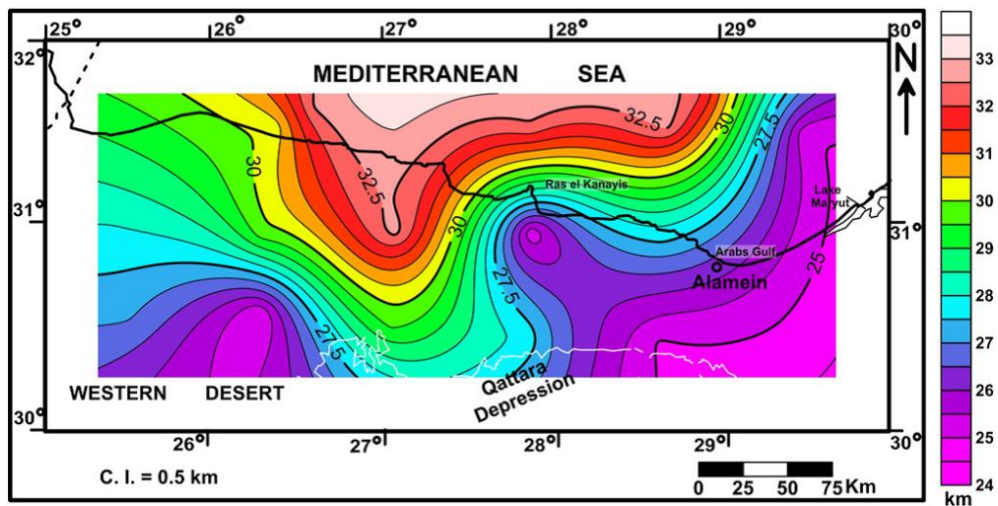 25° 26° 27° 28° 29° 30°
32°
N
MEDITERRANEAN SEA
33
32.5
32.5
32
30
30
27.5
31
30
30
Ras el Kanayis
Lake
Maryut
31°
31°
29
Arabs Gulf
25
Alamein
28
27.5
27.5
27
26
WESTERN DESERT
Qattara
Depression
25
30°
30°
26° 27° 28° 29°
24
km
C. I. = 0.5 km
0 25 50 75 Km